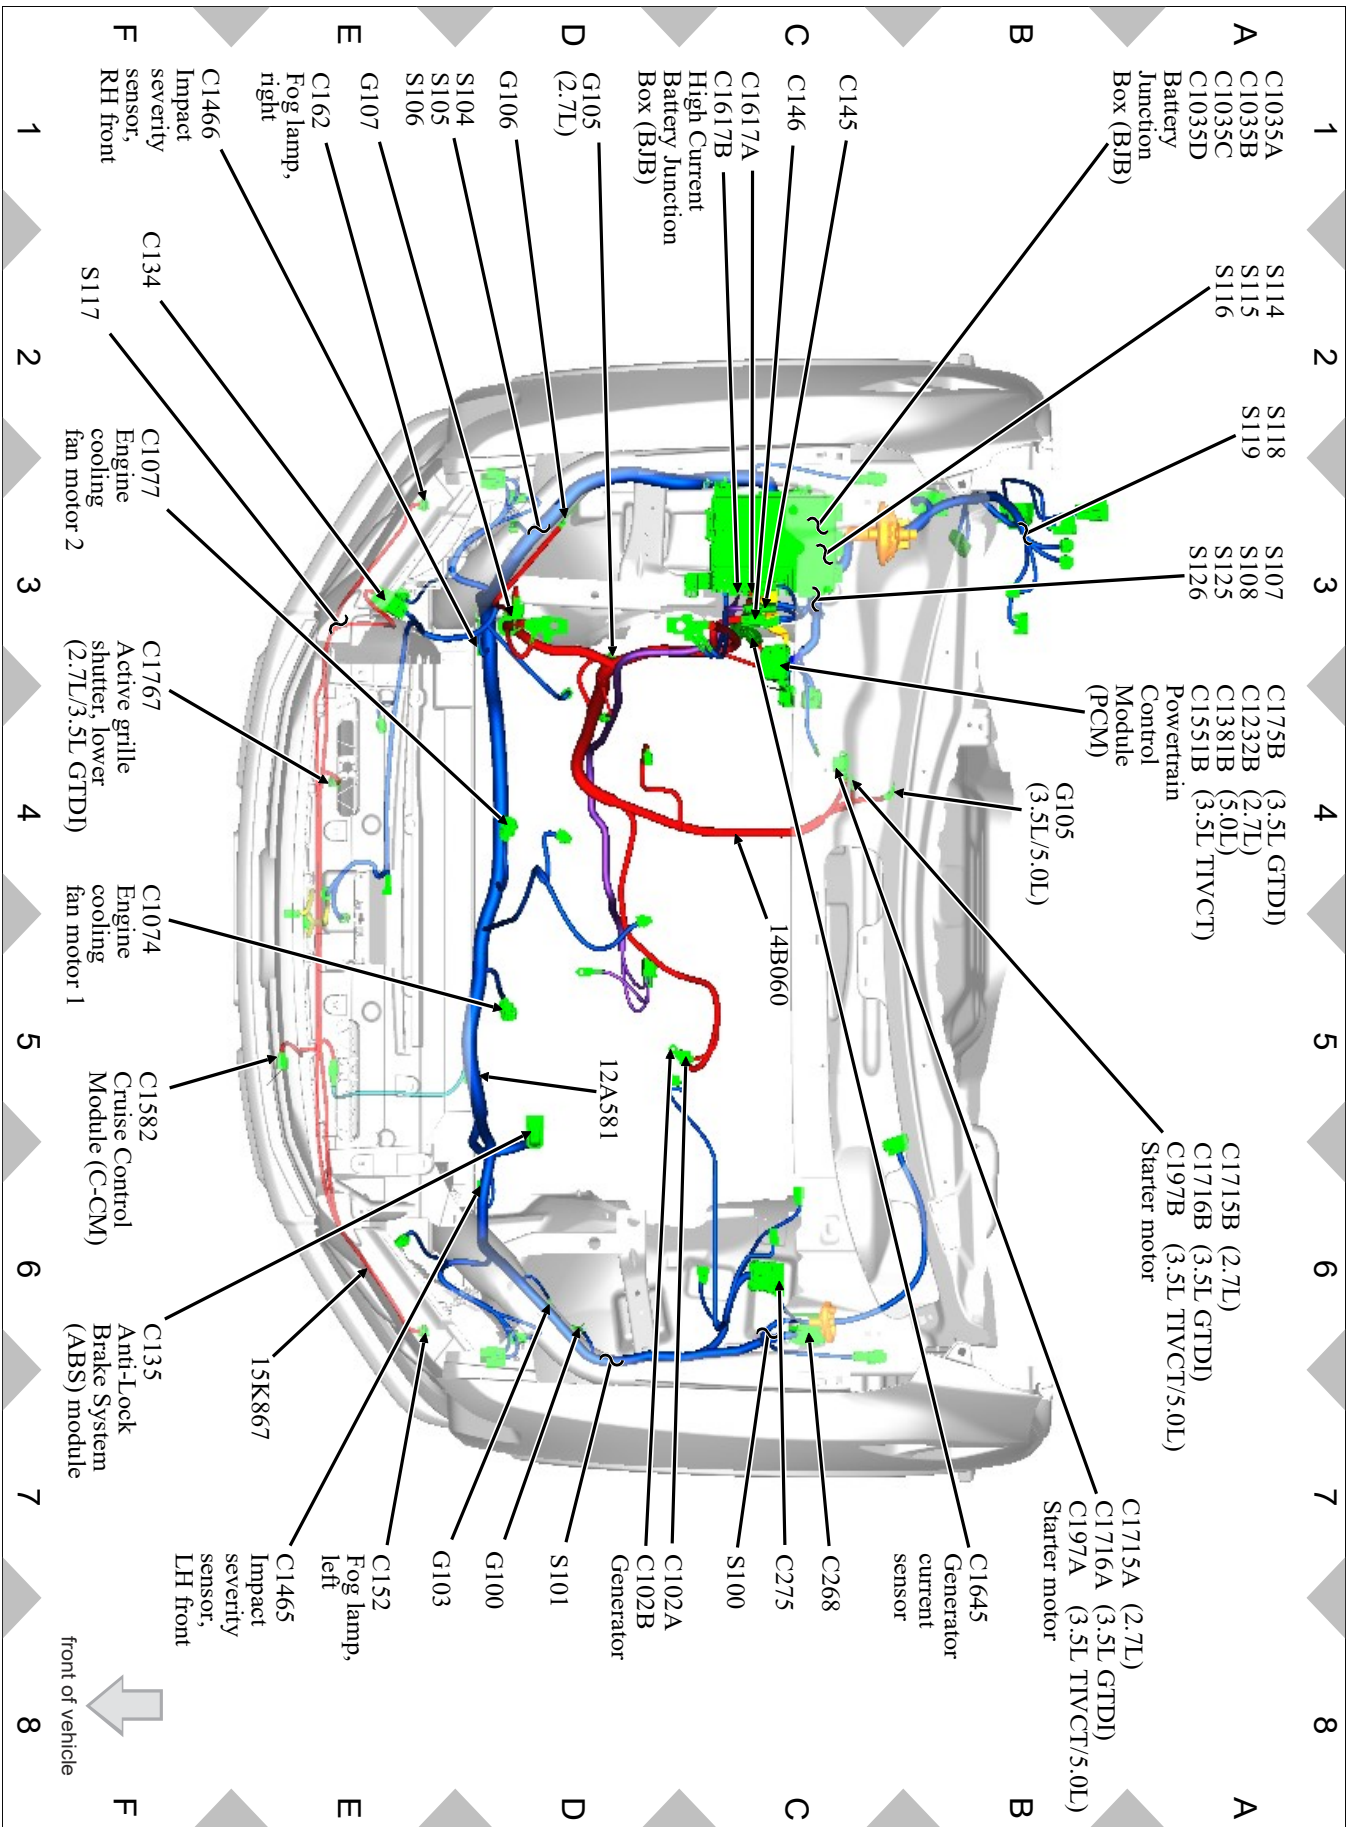 A
B
C
D
E
F
1
2
3
4
5
6
7
8
C1035A
C1035B
C1035C
C1035D
Battery
Junction
Box (BJB)
S114
S115
S116
S118
S119
S107
S108
S125
S126
C175B (3.5L GTDI)
C1232B (2.7L)
C1381B (5.0L)
C1551B (3.5L TIVCT)
Powertrain
Control
Module
(PCM)
G105
(3.5L/5.0L)
C1715B (2.7L)
C1716B (3.5L GTDI)
C197B (3.5L TIVCT/5.0L)
Starter motor
C1715A (2.7L)
C1716A (3.5L GTDI)
C197A (3.5L TIVCT/5.0L)
Starter motor
C145
C146
C1617A
C1617B
High Current
Battery Junction
Box (BJB)
G105
(2.7L)
G106
S104
S105
S106
G107
C162
Fog lamp,
right
C1466
Impact
severity
sensor,
RH front
14B060
12A581
C1645
Generator
current
sensor
C268
C275
S100
C102A
C102B
Generator
S101
G100
G103
C152
Fog lamp,
left
C1465
Impact
severity
sensor,
LH front
C134
S117
C1077
Engine
cooling
fan motor 2
C1767
Active grille
shutter, lower
(2.7L/3.5L GTDI)
C1074
Engine
cooling
fan motor 1
C1582
Cruise Control
Module (C-CM)
C135
Anti-Lock
Brake System
(ABS) module
15K867
front of vehicle
1
2
3
4
5
6
7
8
A
B
C
D
E
F